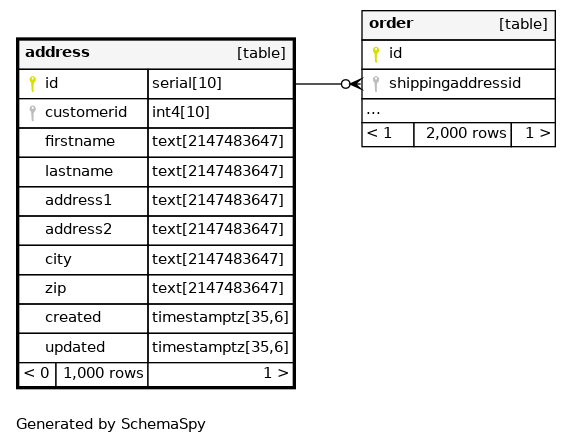 address [table]
id serial[10]
customerid int4[10]
firstname text[2147483647]
lastname text[2147483647]
address1 text[2147483647]
address2 text[2147483647]
city text[2147483647]
zip text[2147483647]
created timestamptz[35,6]
updated timestamptz[35,6]
< 0 1,000 rows 1 >
order [table]
id
shippingaddressid
...
< 1 2,000 rows 1 >
Generated by SchemaSpy